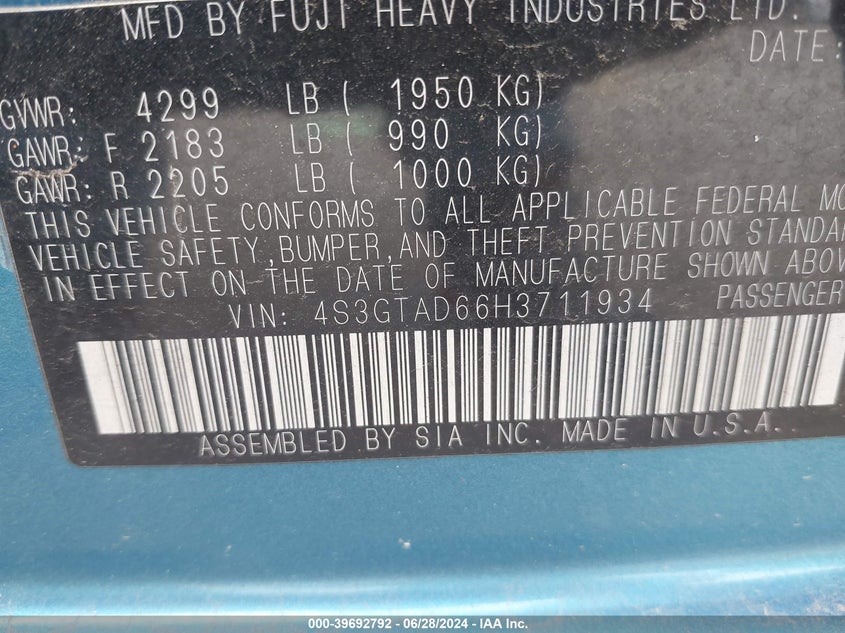 MFD BY FUJI HEAVY INDUSTRIES LTD.
DATE:
GVWR: 4299 LB ( 1950 KG)
GAWR: F 2183 LB ( 990 KG)
GAWR: R 2205 LB ( 1000 KG)
THIS VEHICLE CONFORMS TO ALL APPLICABLE FEDERAL MO
VEHICLE SAFETY,BUMPER,AND THEFT PREVENTION STANDA
IN EFFECT ON THE DATE OF MANUFACTURE SHOWN ABOV
VIN: 4S3GTAD66H3711934 PASSENGER
ASSEMBLED BY SIA INC. MADE IN U.S.A.
000-39692792 - 06/28/2024 - IAA Inc.